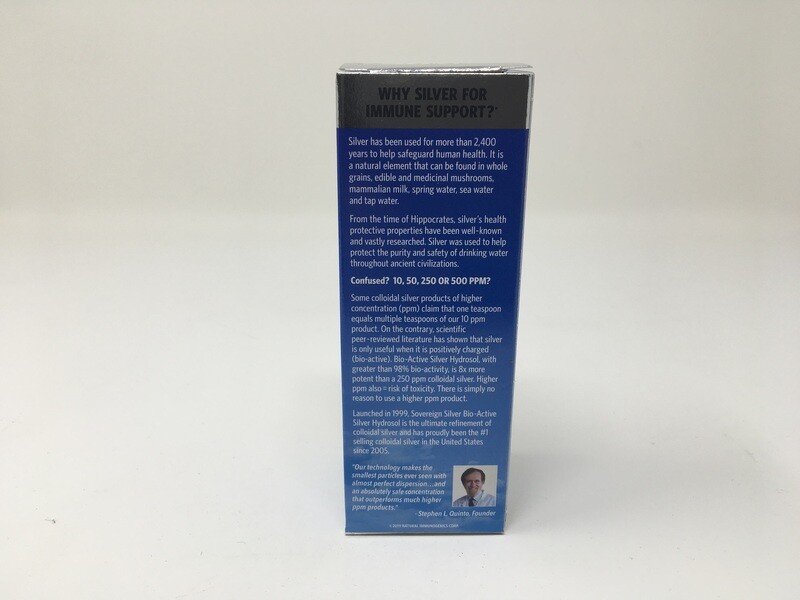 WHY SILVER FOR
IMMUNE SUPPORT?*
Silver has been used for more than 2,400
years to help safeguard human health. It is
a natural element that can be found in whole
grains, edible and medicinal mushrooms,
mammalian milk, spring water, sea water
and tap water.
From the time of Hippocrates, silver's health
protective properties have been well-known
and vastly researched. Silver was used to help
protect the purity and safety of drinking water
throughout ancient civilizations.
Confused? 10, 50, 250 OR 500 PPM?
Some colloidal silver products of higher
concentration (ppm) claim that one teaspoon
equals multiple teaspoons of our 10 ppm
product. On the contrary, scientific
peer-reviewed literature has shown that silver
is only useful when it is positively charged
(bio-active). Bio-Active Silver Hydrosol, with
greater than 98% bio-activity, is 8x more
potent than a 250 ppm colloidal silver. Higher
ppm also = risk of toxicity. There is simply no
reason to use a higher ppm product.
Launched in 1999, Sovereign Silver Bio-Active
Silver Hydrosol is the ultimate refinement of
colloidal silver and has proudly been the #1
selling colloidal silver in the United States
since 2005.
"Our technology makes the
smallest particles ever seen with
almost perfect dispersion...and
an absolutely safe concentration
that outperforms much higher
ppm products."
- Stephen L. Quinto, Founder
NATURAL IMMUNOGENICS CORP.